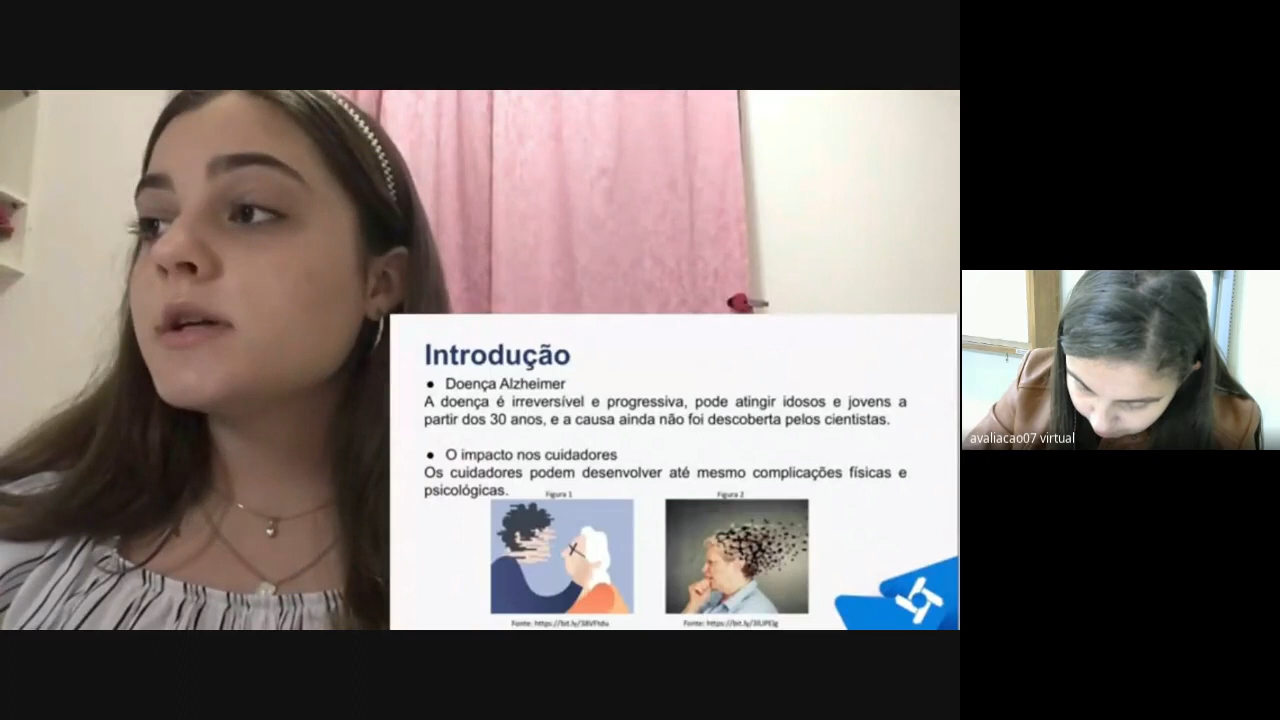 Introdução
● Doença Alzheimer
A doença é irreversível e progressiva, pode atingir idosos e jovens a
partir dos 30 anos, e a causa ainda não foi descoberta pelos cientistas.
● O impacto nos cuidadores
Os cuidadores podem desenvolver até mesmo complicações físicas e
psicológicas.
Figura 1
Figura 2
Fonte:
Fonte:
avaliacao07 virtual